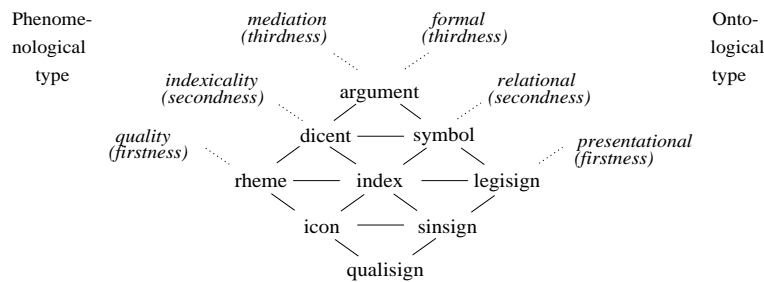 Phenome-
nological
type
mediation
(thirdness)
formal
(thirdness)
Onto-
logical
type
indexicality
(secondness)
argument
relational
(secondness)
quality
(firstness)
dicent
symbol
presentational
(firstness)
rheme
index
legisign
icon
sinsign
qualisign